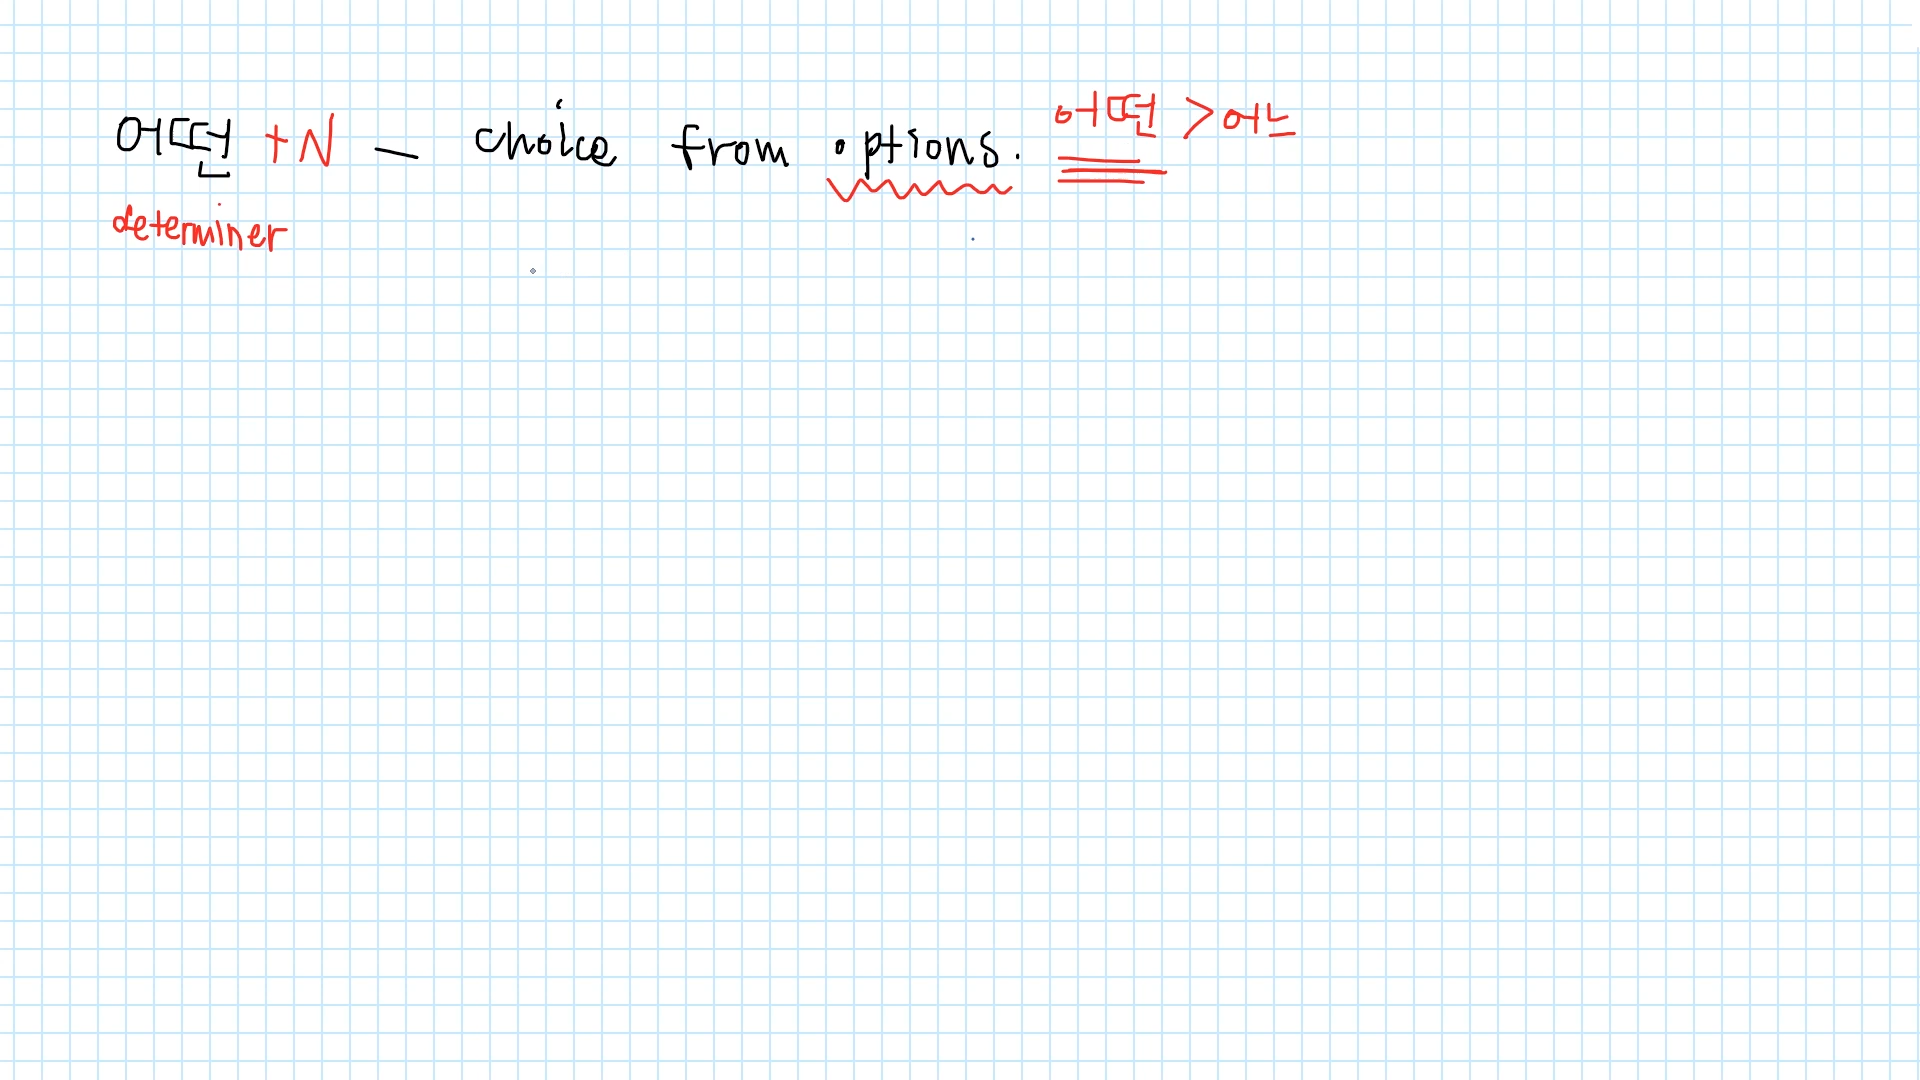 어떤 +N — choice from options. 어떤 > 어느
determiner